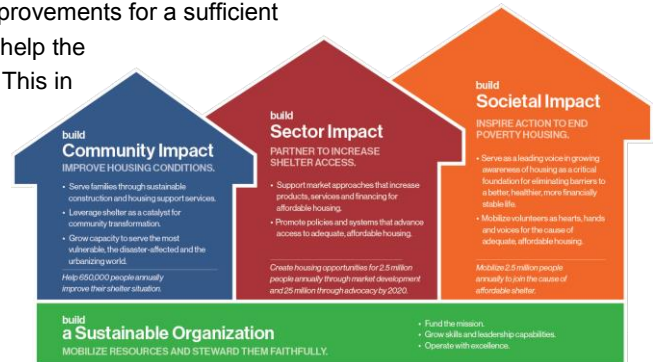 provements for a sufficient
help the
This in
build
Community Impact
IMPROVE HOUSING CONDITIONS.
• Serve families through sustainable
construction and housing support services.
• Leverage shelter as a catalyst for
community transformation.
• Grow capacity to serve the most
vulnerable, the disaster-affected and the
urbanizing world.
Help 650,000 people annually
improve their shelter situation.
build
Sector Impact
PARTNER TO INCREASE
SHELTER ACCESS.
• Support market approaches that increase
products, services and financing for
affordable housing.
• Promote policies and systems that advance
access to adequate, affordable housing.
Create housing opportunities for 2.5 million
people annually through market development
and 25 million through advocacy by 2020.
build
Societal Impact
INSPIRE ACTION TO END
POVERTY HOUSING.
• Serve as a leading voice in growing
awareness of housing as a critical
foundation for eliminating barriers to
a better, healthier, more financially
stable life.
• Mobilize volunteers as hearts, hands
and voices for the cause of
adequate, affordable housing.
Mobilize 2.5 million people
annually to join the cause of
affordable shelter.
build
a Sustainable Organization
MOBILIZE RESOURCES AND STEWARD THEM FAITHFULLY.
• Fund the mission.
• Grow skills and leadership capabilities.
• Operate with excellence.